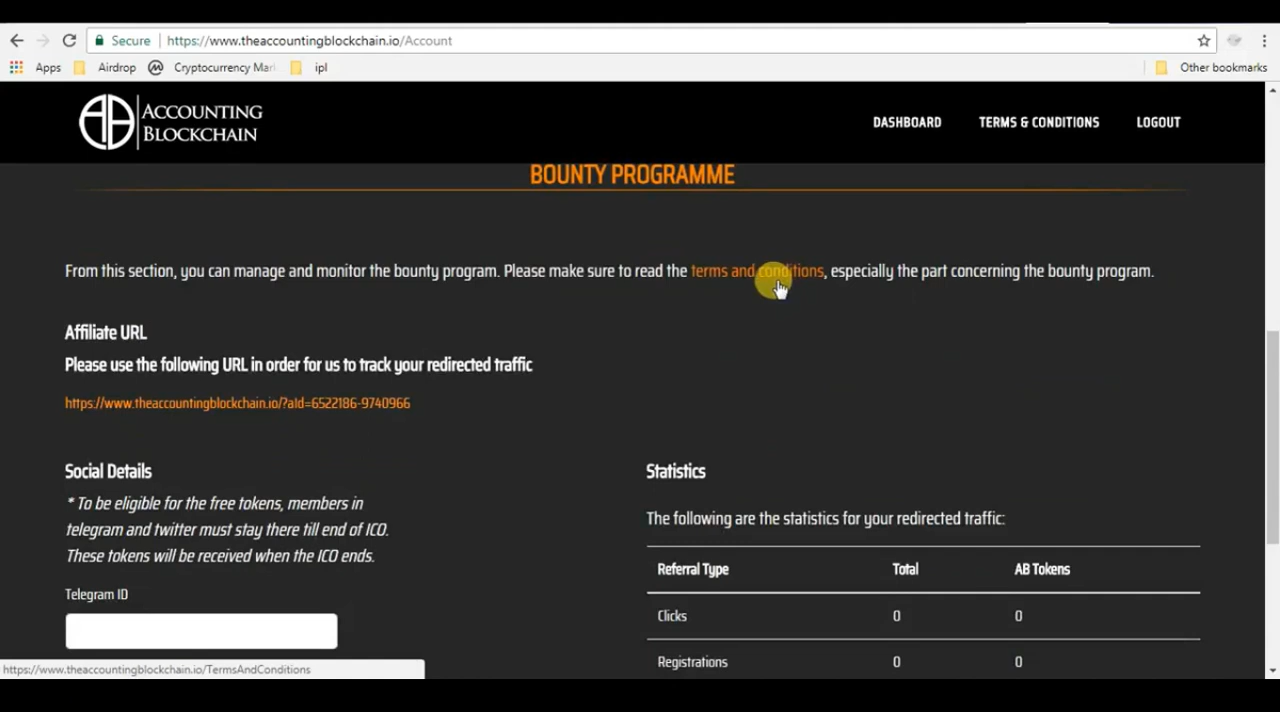 Secure https://www.theaccountingblockchain.io/Account
Apps Airdrop Cryptocurrency Mar ipl Other bookmarks
ACCOUNTING
BLOCKCHAIN
DASHBOARD TERMS & CONDITIONS LOGOUT
BOUNTY PROGRAMME
From this section, you can manage and monitor the bounty program. Please make sure to read the terms and conditions, especially the part concerning the bounty program.
Affiliate URL
Please use the following URL in order for us to track your redirected traffic
https://www.theaccountingblockchain.io/?aId=6522186-9740966
Social Details
* To be eligible for the free tokens, members in
telegram and twitter must stay there till end of ICO.
These tokens will be received when the ICO ends.
Telegram ID
Statistics
The following are the statistics for your redirected traffic:
Referral Type Total AB Tokens
Clicks 0 0
Registrations 0 0
https://www.theaccountingblockchain.io/TermsAndConditions